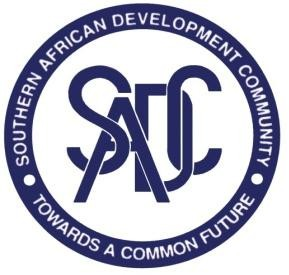 SOUTHERN AFRICAN DEVELOPMENT COMMUNITY
SADC
TOWARDS A COMMON FUTURE